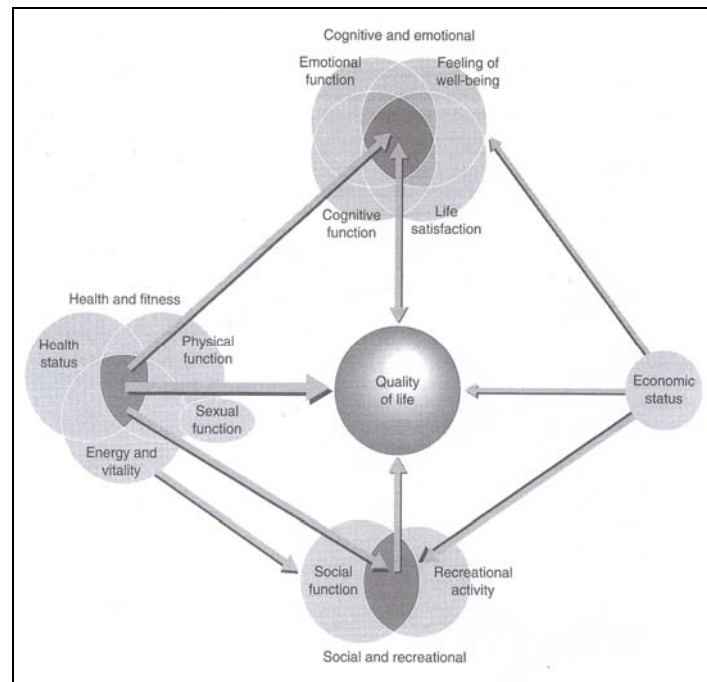 Cognitive and emotional
Emotional
function
Feeling of
well-being
Cognitive
function
Life
satisfaction
Health and fitness
Health
status
Physical
function
Sexual
function
Energy and
vitality
Quality
of life
Economic
status
Social
function
Recreational
activity
Social and recreational